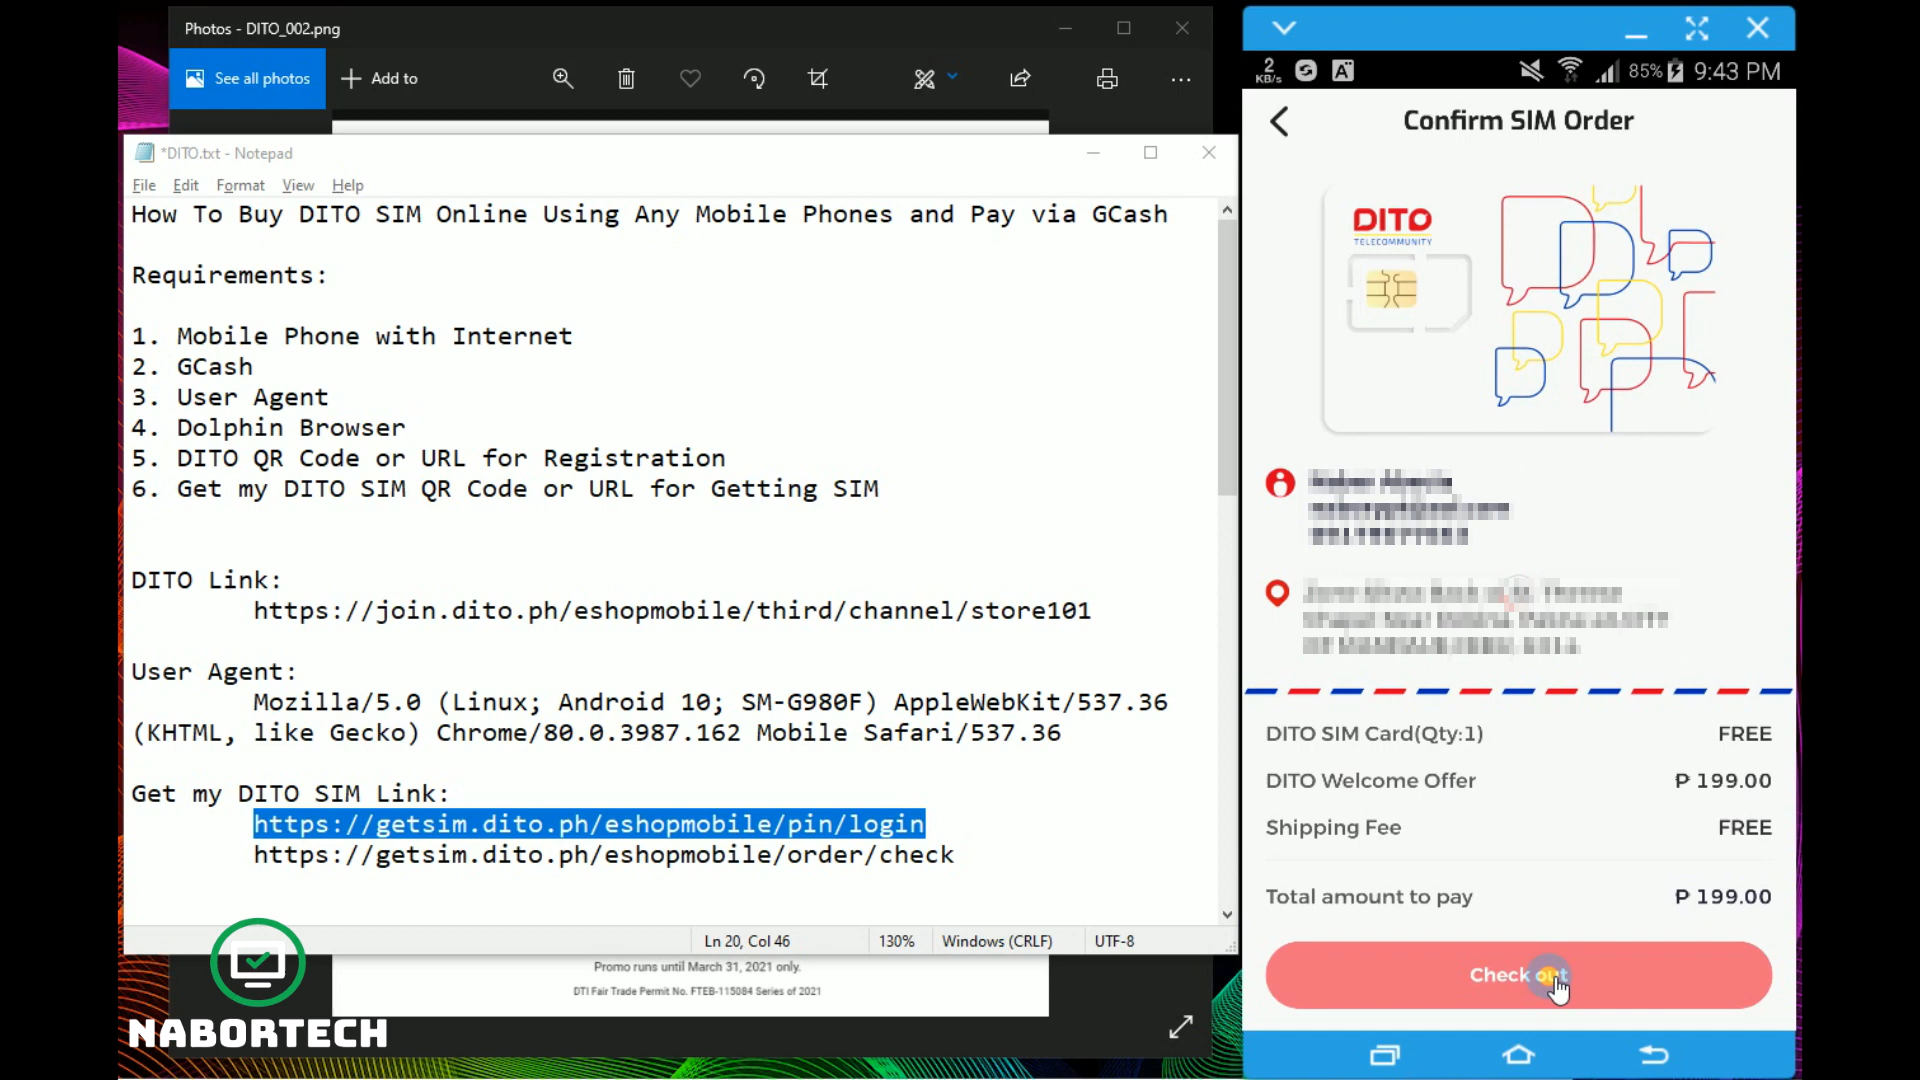 Photos - DITO_002.png
See all photos
Add to
*DITO.txt - Notepad
File Edit Format View Help
How To Buy DITO SIM Online Using Any Mobile Phones and Pay via GCash
Requirements:
1. Mobile Phone with Internet
2. GCash
3. User Agent
4. Dolphin Browser
5. DITO QR Code or URL for Registration
6. Get my DITO SIM QR Code or URL for Getting SIM
DITO Link:
https://join.dito.ph/eshopmobile/third/channel/store101
User Agent:
Mozilla/5.0 (Linux; Android 10; SM-G980F) AppleWebKit/537.36
(KHTML, like Gecko) Chrome/80.0.3987.162 Mobile Safari/537.36
Get my DITO SIM Link:
https://getsim.dito.ph/eshopmobile/pin/login
https://getsim.dito.ph/eshopmobile/order/check
Ln 20, Col 46
130%
Windows (CRLF)
UTF-8
Promo runs until March 31, 2021 only.
DTI Fair Trade Permit No. FTEB-115084 Series of 2021
NABORTECH
2 KB/s
A
85%
9:43 PM
Confirm SIM Order
DITO
TELECOMMUNITY
DITO SIM Card(Qty:1) FREE
DITO Welcome Offer ₱ 199.00
Shipping Fee FREE
Total amount to pay ₱ 199.00
Check out